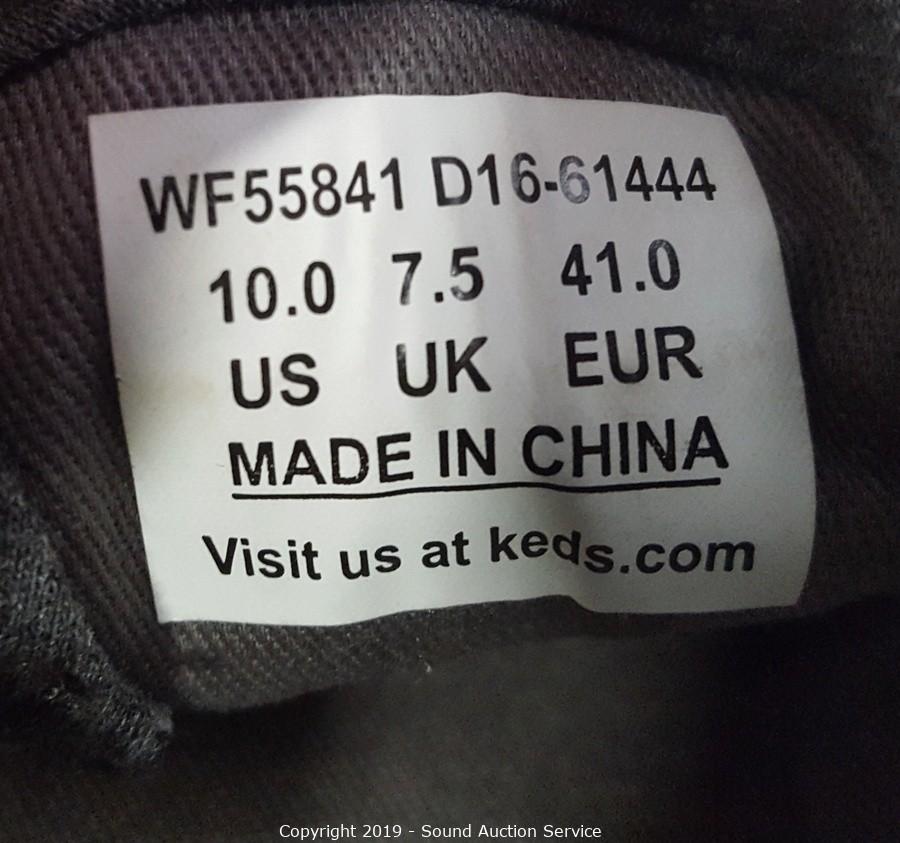 WF55841 D16-61444
10.0 7.5 41.0
US UK EUR
MADE IN CHINA
Visit us at keds.com
Copyright 2019 - Sound Auction Service